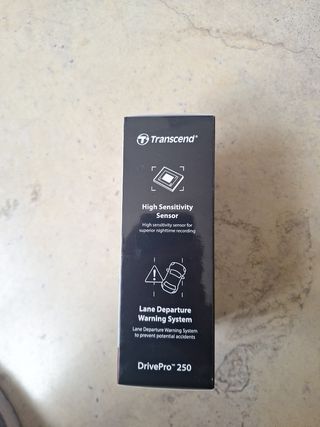 Transcend®
High Sensitivity
Sensor
High sensitivity sensor for
superior nighttime recording
Lane Departure
Warning System
Lane Departure Warning System
to prevent potential accidents
DrivePro™ 250